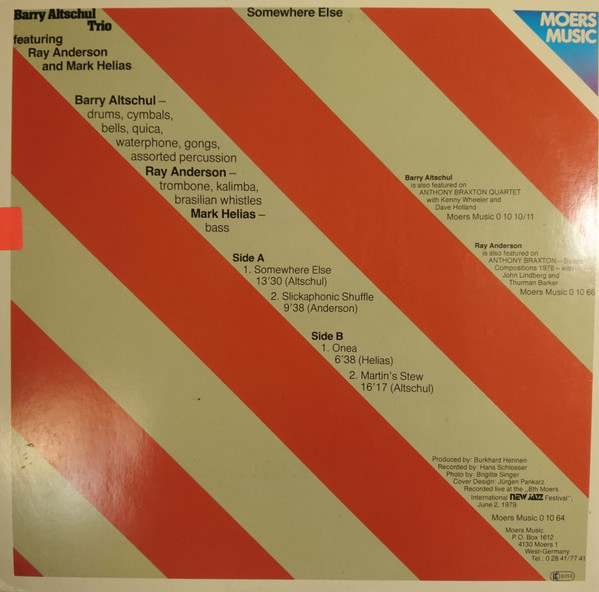 Barry Altschul
Trio
featuring
Ray Anderson
and Mark Helias
Somewhere Else
MOERS
MUSIC
Barry Altschul –
drums, cymbals,
bells, quica,
waterphone, gongs,
assorted percussion
Ray Anderson –
trombone, kalimba,
brasilian whistles
Mark Helias –
bass
Barry Altschul
is also featured on
ANTHONY BRAXTON QUARTET
with Kenny Wheeler and
Dave Holland
Moers Music 0 10 10/11
Ray Anderson
is also featured on
ANTHONY BRAXTON –
Compositions 1978 –
John Lindberg and
Thurman Barker
Moers Music 0 10 66
Side A
1. Somewhere Else
13'30 (Altschul)
2. Slickaphonic Shuffle
9'38 (Anderson)
Side B
1. Onea
6'38 (Helias)
2. Martin's Stew
16'17 (Altschul)
Produced by: Burkhard Hennen
Recorded by: Hans Schlosser
Photo by: Brigitte Singer
Cover Design: Jürgen Pankarz
Recorded live at the „8th Moers
International NEW JAZZ Festival",
June 2, 1979
Moers Music 0 10 64
Moers Music
P.O. Box 1612
4130 Moers 1
West-Germany
Tel.: 0 28 41/77 41